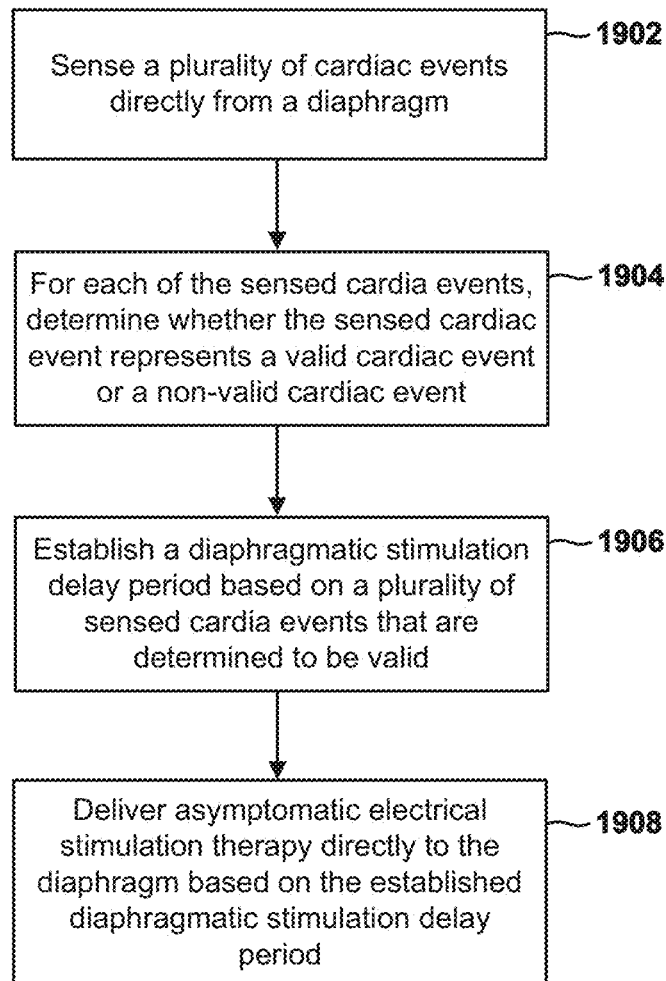 1902
Sense a plurality of cardiac events
directly from a diaphragm
1904
For each of the sensed cardia events,
determine whether the sensed cardiac
event represents a valid cardiac event
or a non-valid cardiac event
1906
Establish a diaphragmatic stimulation
delay period based on a plurality of
sensed cardia events that are
determined to be valid
1908
Deliver asymptomatic electrical
stimulation therapy directly to the
diaphragm based on the established
diaphragmatic stimulation delay
period